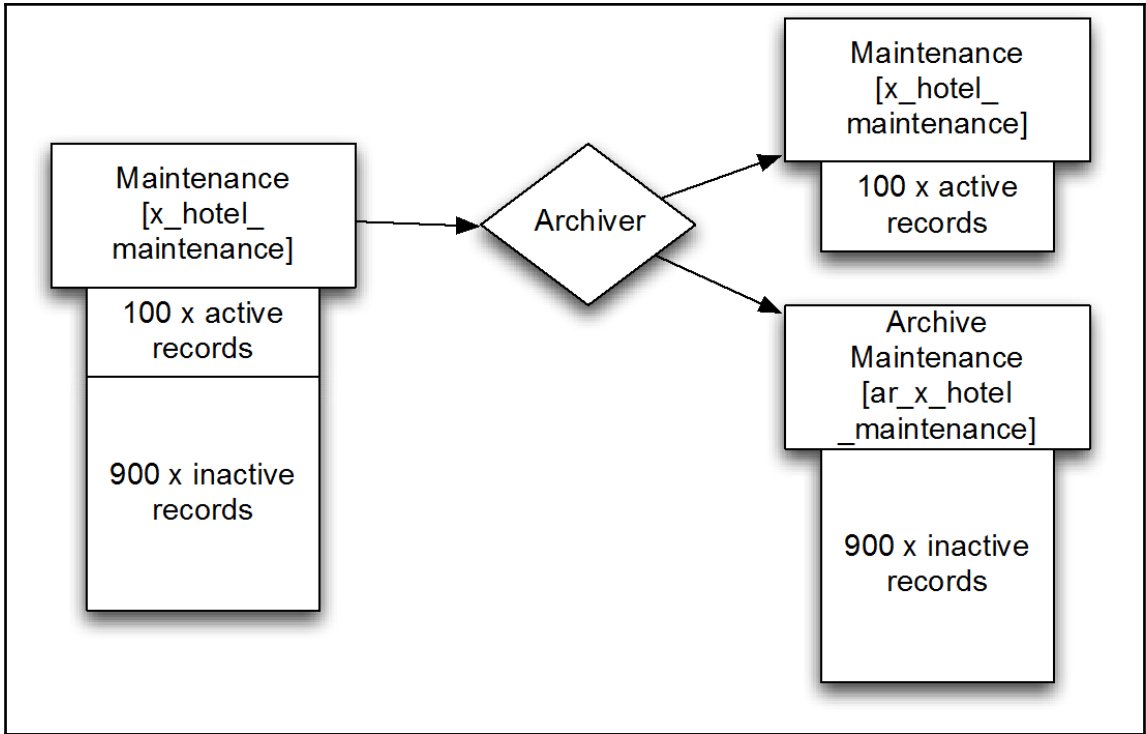 Maintenance
[x_hotel_
maintenance]
100 x active
records
900 x inactive
records
Archiver
Maintenance
[x_hotel_
maintenance]
100 x active
records
Archive
Maintenance
[ar_x_hotel
_maintenance]
900 x inactive
records